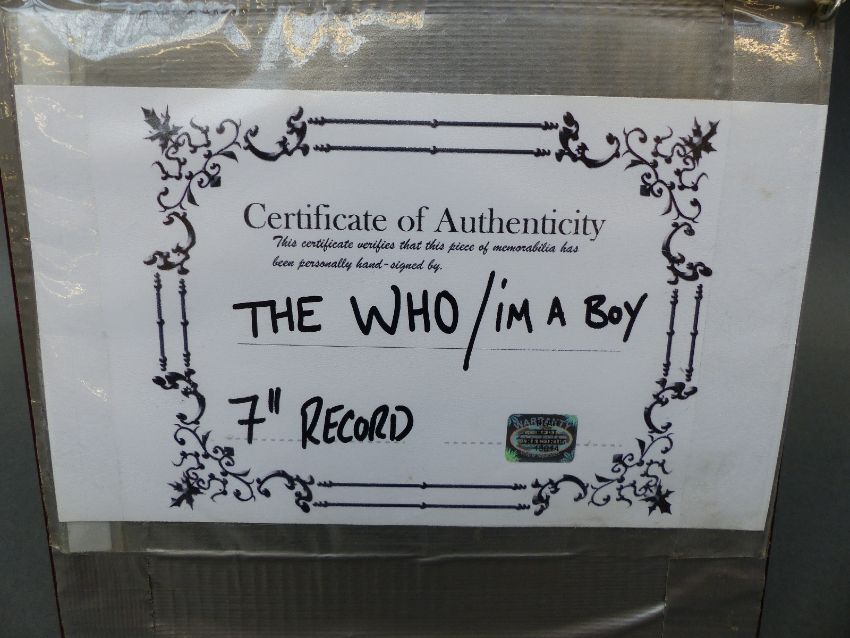 Certificate of Authenticity
This certificate verifies that this piece of memorabilia has
been personally hand-signed by.
THE WHO / iM A BOY
7" RECORD
WARRANTY